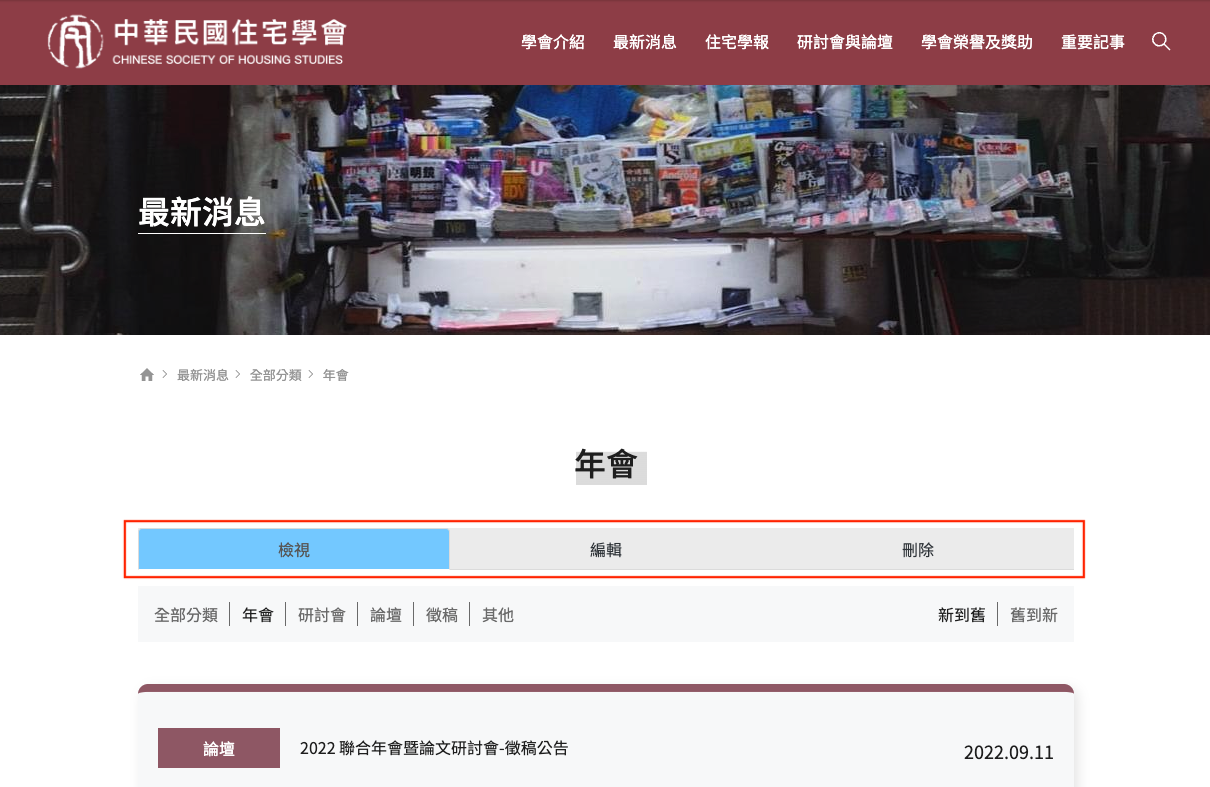 中華民國住宅學會
CHINESE SOCIETY OF HOUSING STUDIES
學會介紹 最新消息 住宅學報 研討會與論壇 學會榮譽及獎助 重要記事
明鏡
Android
最新消息
最新消息 全部分類 年會
年會
檢視 編輯 刪除
全部分類 年會 研討會 論壇 徵稿 其他 新到舊 舊到新
論壇 2022 聯合年會暨論文研討會-徵稿公告 2022.09.11